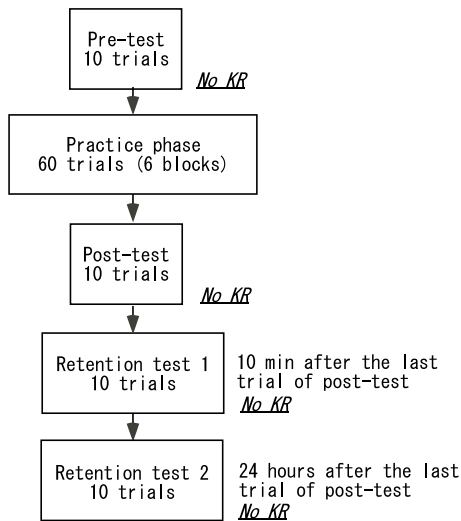 Pre-test
10 trials
No KR
Practice phase
60 trials (6 blocks)
Post-test
10 trials
No KR
Retention test 1
10 trials
10 min after the last
trial of post-test
No KR
Retention test 2
10 trials
24 hours after the last
trial of post-test
No KR